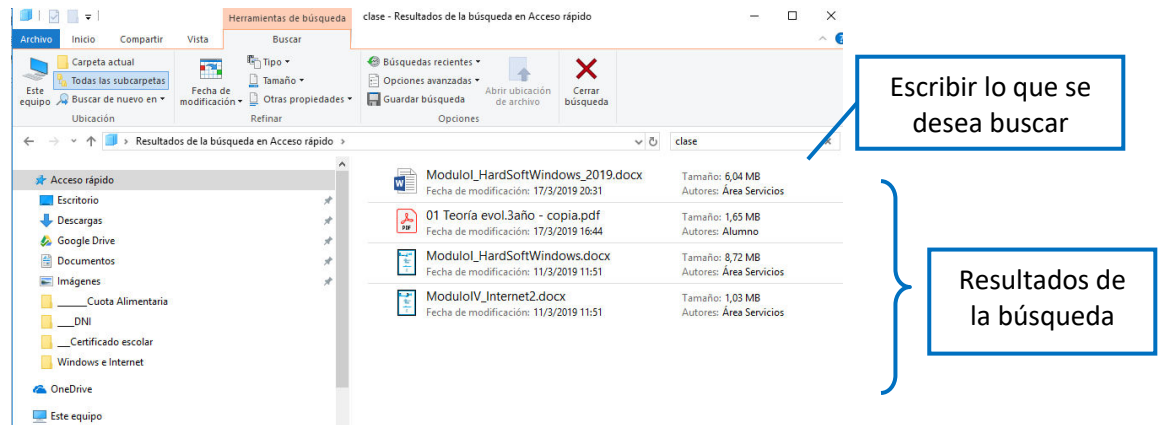 Herramientas de búsqueda
clase - Resultados de la búsqueda en Acceso rápido
Archivo
Inicio
Compartir
Vista
Buscar
Este equipo
Carpeta actual
Todas las subcarpetas
Buscar de nuevo en
Ubicación
Fecha de modificación
Tipo
Tamaño
Otras propiedades
Refinar
Búsquedas recientes
Opciones avanzadas
Guardar búsqueda
Abrir ubicación de archivo
Opciones
Cerrar búsqueda
Resultados de la búsqueda en Acceso rápido
clase
Escribir lo que se
desea buscar
Acceso rápido
Escritorio
Descargas
Google Drive
Documentos
Imágenes
______Cuota Alimentaria
___DNI
__Certificado escolar
Windows e Internet
OneDrive
Este equipo
ModuloI_HardSoftWindows_2019.docx
Fecha de modificación: 17/3/2019 20:31
Tamaño: 6,04 MB
Autores: Área Servicios
01 Teoría evol.3año - copia.pdf
Fecha de modificación: 17/3/2019 16:44
Tamaño: 1,65 MB
Autores: Alumno
ModuloI_HardSoftWindows.docx
Fecha de modificación: 11/3/2019 11:51
Tamaño: 8,72 MB
Autores: Área Servicios
ModuloIV_Internet2.docx
Fecha de modificación: 11/3/2019 11:51
Tamaño: 1,03 MB
Autores: Área Servicios
Resultados de
la búsqueda